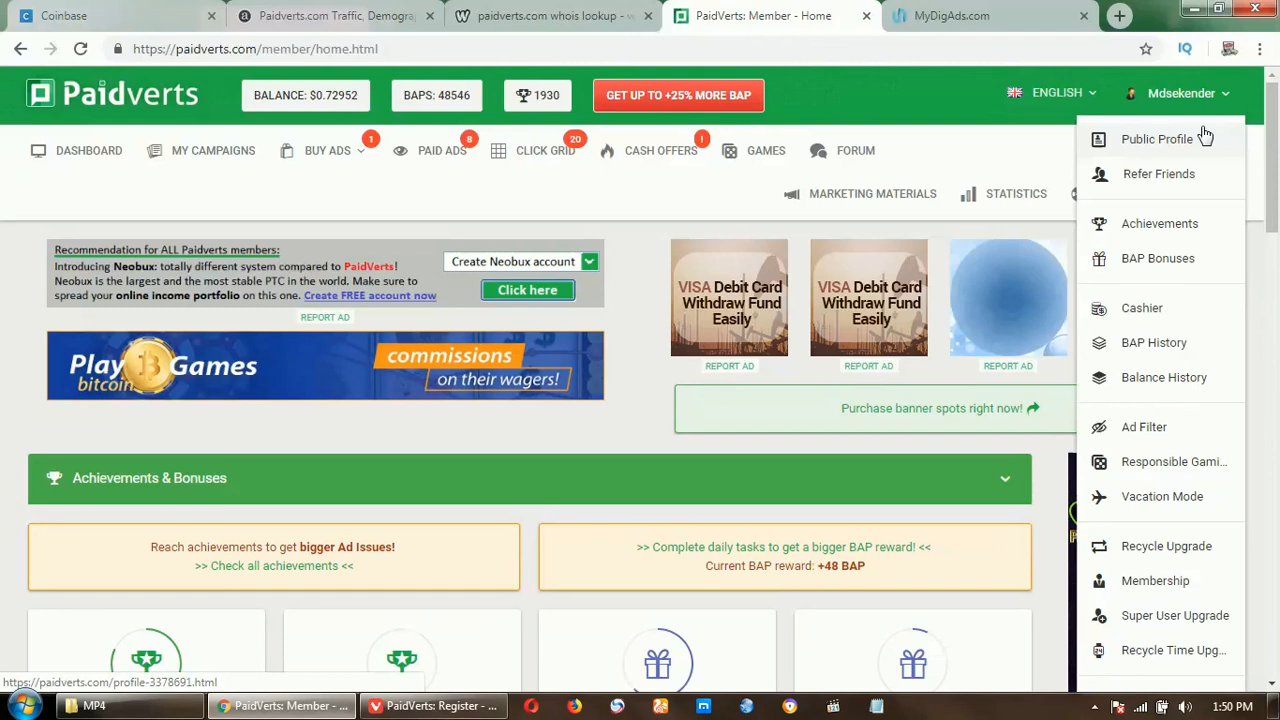 Coinbase
Paidverts.com Traffic, Demogra
paidverts.com whois lookup -
PaidVerts: Member - Home
MyDigAds.com
https://paidverts.com/member/home.html
IQ
Paidverts
BALANCE: $0.72952
BAPS: 48546
1930
GET UP TO +25% MORE BAP
ENGLISH
Mdsekender
DASHBOARD
MY CAMPAIGNS
BUY ADS
1
PAID ADS
8
CLICK GRID
20
CASH OFFERS
!
GAMES
FORUM
MARKETING MATERIALS
STATISTICS
Public Profile
Refer Friends
Achievements
BAP Bonuses
Cashier
BAP History
Balance History
Ad Filter
Responsible Gami...
Vacation Mode
Recycle Upgrade
Membership
Super User Upgrade
Recycle Time Upg...
Recommendation for ALL Paidverts members:
Introducing Neobux: totally different system compared to PaidVerts!
Neobux is the largest and the most stable PTC in the world. Make sure to
spread your online income portfolio on this one. Create FREE account now
Create Neobux account
Click here
REPORT AD
Play Games
bitcoin
commissions
on their wagers!
VISA Debit Card
Withdraw Fund
Easily
REPORT AD
VISA Debit Card
Withdraw Fund
Easily
REPORT AD
REPORT AD
Purchase banner spots right now!
Achievements & Bonuses
Reach achievements to get bigger Ad Issues!
>> Check all achievements <<
>> Complete daily tasks to get a bigger BAP reward! <<
Current BAP reward: +48 BAP
https://paidverts.com/profile-3378691.html
MP4
PaidVerts: Member -...
PaidVerts: Register -...
1:50 PM